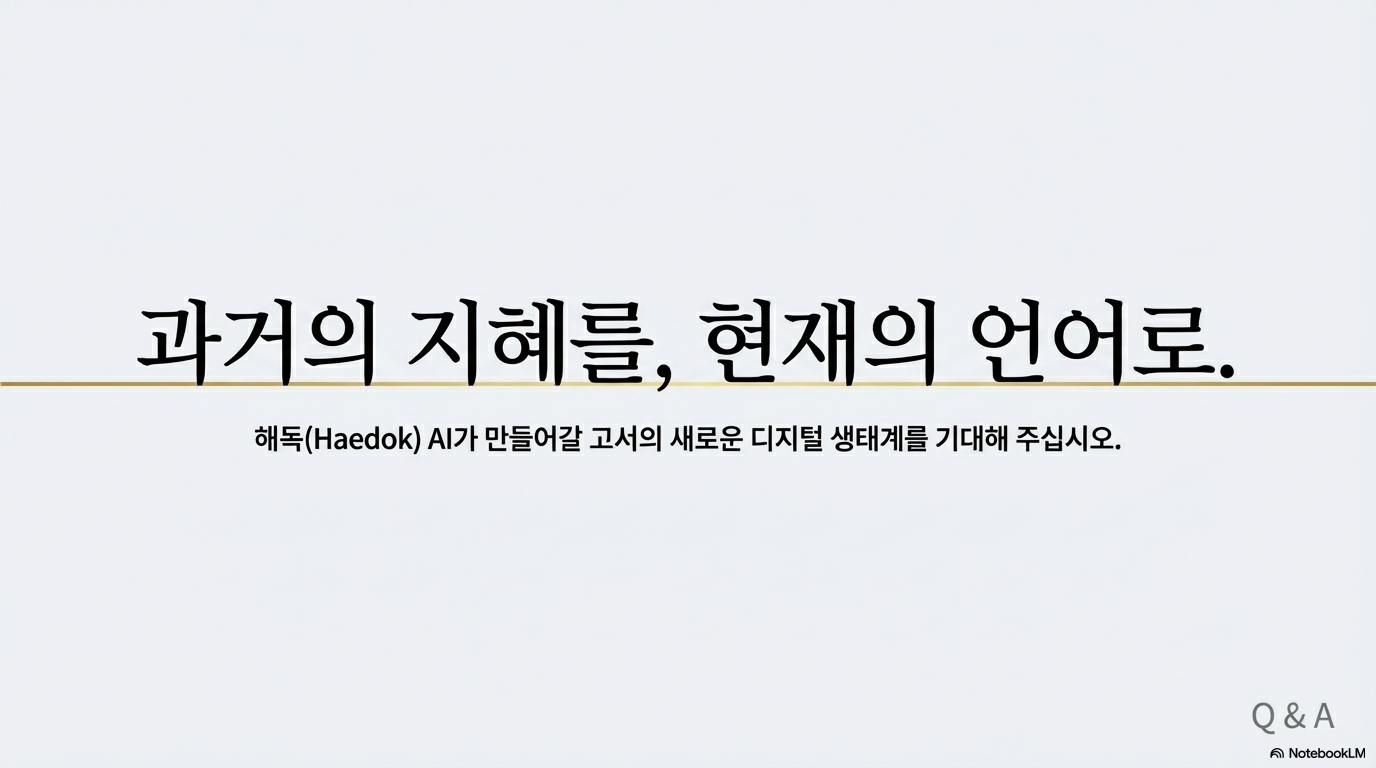 과거의 지혜를, 현재의 언어로.
해독(Haedok) AI가 만들어갈 고서의 새로운 디지털 생태계를 기대해 주십시오.
Q & A
NotebookLM